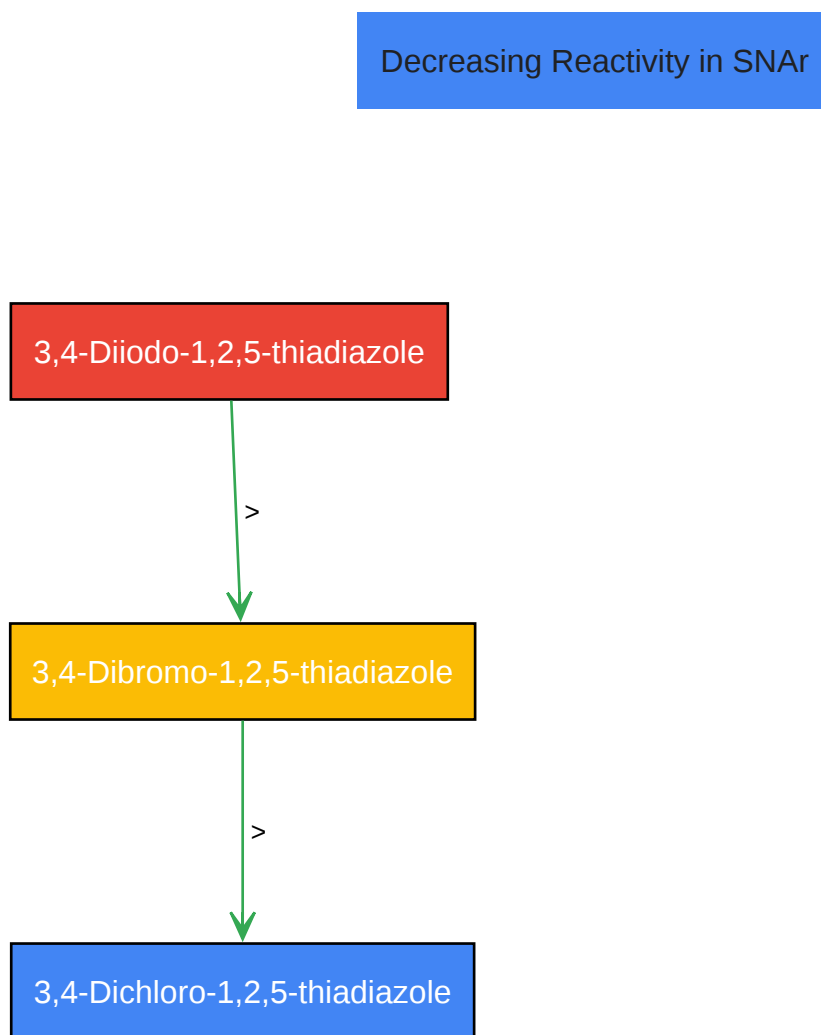 Decreasing Reactivity in SNAr
3,4-Diiodo-1,2,5-thiadiazole
>
3,4-Dibromo-1,2,5-thiadiazole
>
3,4-Dichloro-1,2,5-thiadiazole